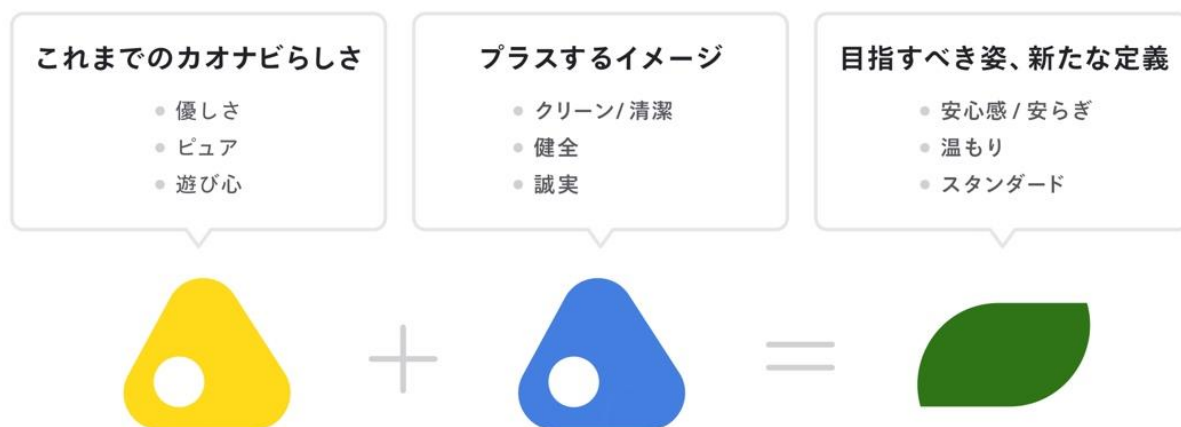 これまでのカオナビらしさ
優しさ
ピュア
遊び心
プラスするイメージ
クリーン/清潔
健全
誠実
目指すべき姿、新たな定義
安心感 / 安らぎ
温もり
スタンダード